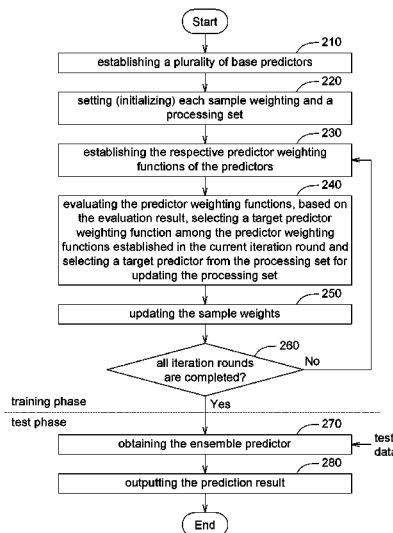 Start
210
establishing a plurality of base predictors
220
setting (initializing) each sample weighting and a
processing set
230
establishing the respective predictor weighting
functions of the predictors
240
evaluating the predictor weighting functions, based on
the evaluation result, selecting a target predictor
weighting function among the predictor weighting
functions established in the current iteration round and
selecting a target predictor from the processing set for
updating the processing set
250
updating the sample weights
260
all iteration rounds
are completed?
No
Yes
training phase
test phase
270
obtaining the ensemble predictor
test
data
280
outputting the prediction result
End